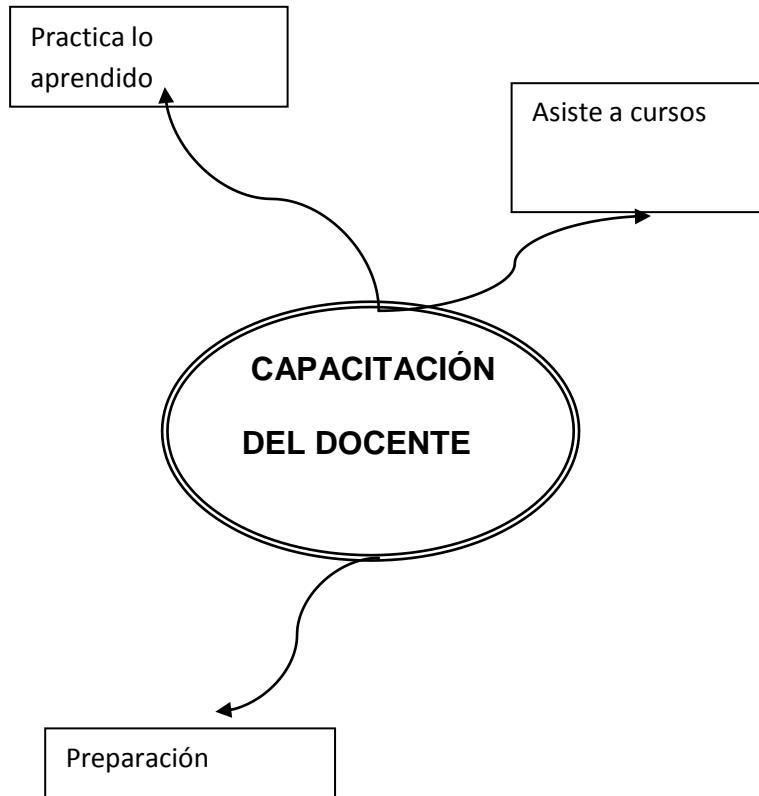 Practica lo
aprendido
Asiste a cursos
CAPACITACIÓN
DEL DOCENTE
Preparación